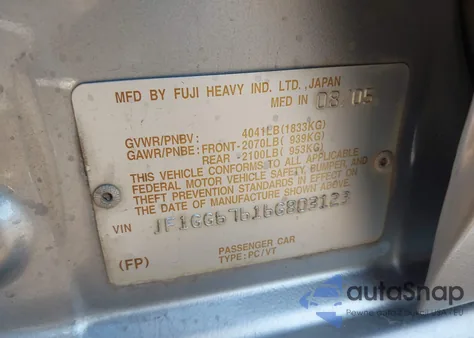 MFD BY FUJI HEAVY IND. LTD., JAPAN
MED IN 08 '05
GVWR/PNBV: 4041LB(1833KG)
GAWR/PNBE: FRONT-2070LB( 939KG)
REAR -2100LB( 953KG)
THIS VEHICLE CONFORMS TO ALL APPLICABLE
FEDERAL MOTOR VEHICLE SAFETY, BUMPER, AND
THEFT PREVENTION STANDARDS IN EFFECT ON
THE DATE OF MANUFACTURE SHOWN ABOVE.
VIN JF1GG67616G803123
(FP)
PASSENGER CAR
TYPE:PC/VT
autoSnap